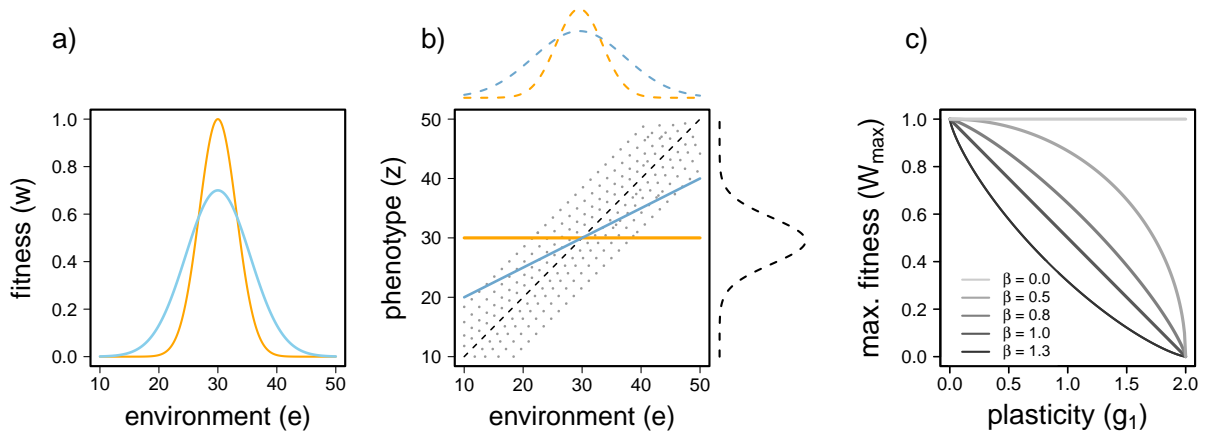 a)
fitness (w)
1.0
0.8
0.6
0.4
0.2
0.0
10 20 30 40 50
environment (e)
b)
phenotype (z)
50
40
30
20
10
10 20 30 40 50
environment (e)
c)
max. fitness (Wmax)
1.0
0.8
0.6
0.4
0.2
0.0
β = 0.0
β = 0.5
β = 0.8
β = 1.0
β = 1.3
0.0 0.5 1.0 1.5 2.0
plasticity (g1)